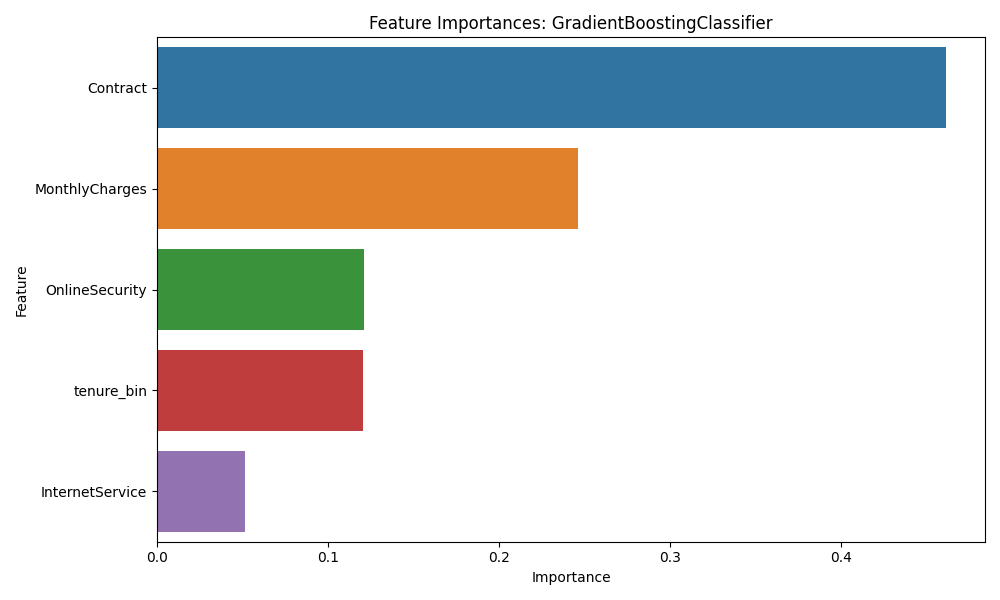 Feature Importances: GradientBoostingClassifier
Contract
MonthlyCharges
OnlineSecurity
tenure_bin
InternetService
Feature
0.0 0.1 0.2 0.3 0.4
Importance